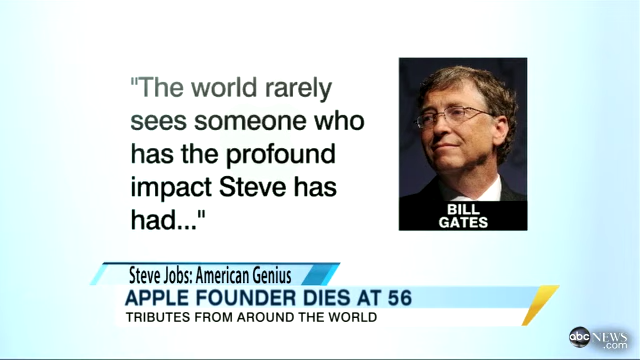 "The world rarely
sees someone who
has the profound
impact Steve has
had..."
BILL
GATES
Steve Jobs: American Genius
APPLE FOUNDER DIES AT 56
TRIBUTES FROM AROUND THE WORLD
abc NEWS
.com